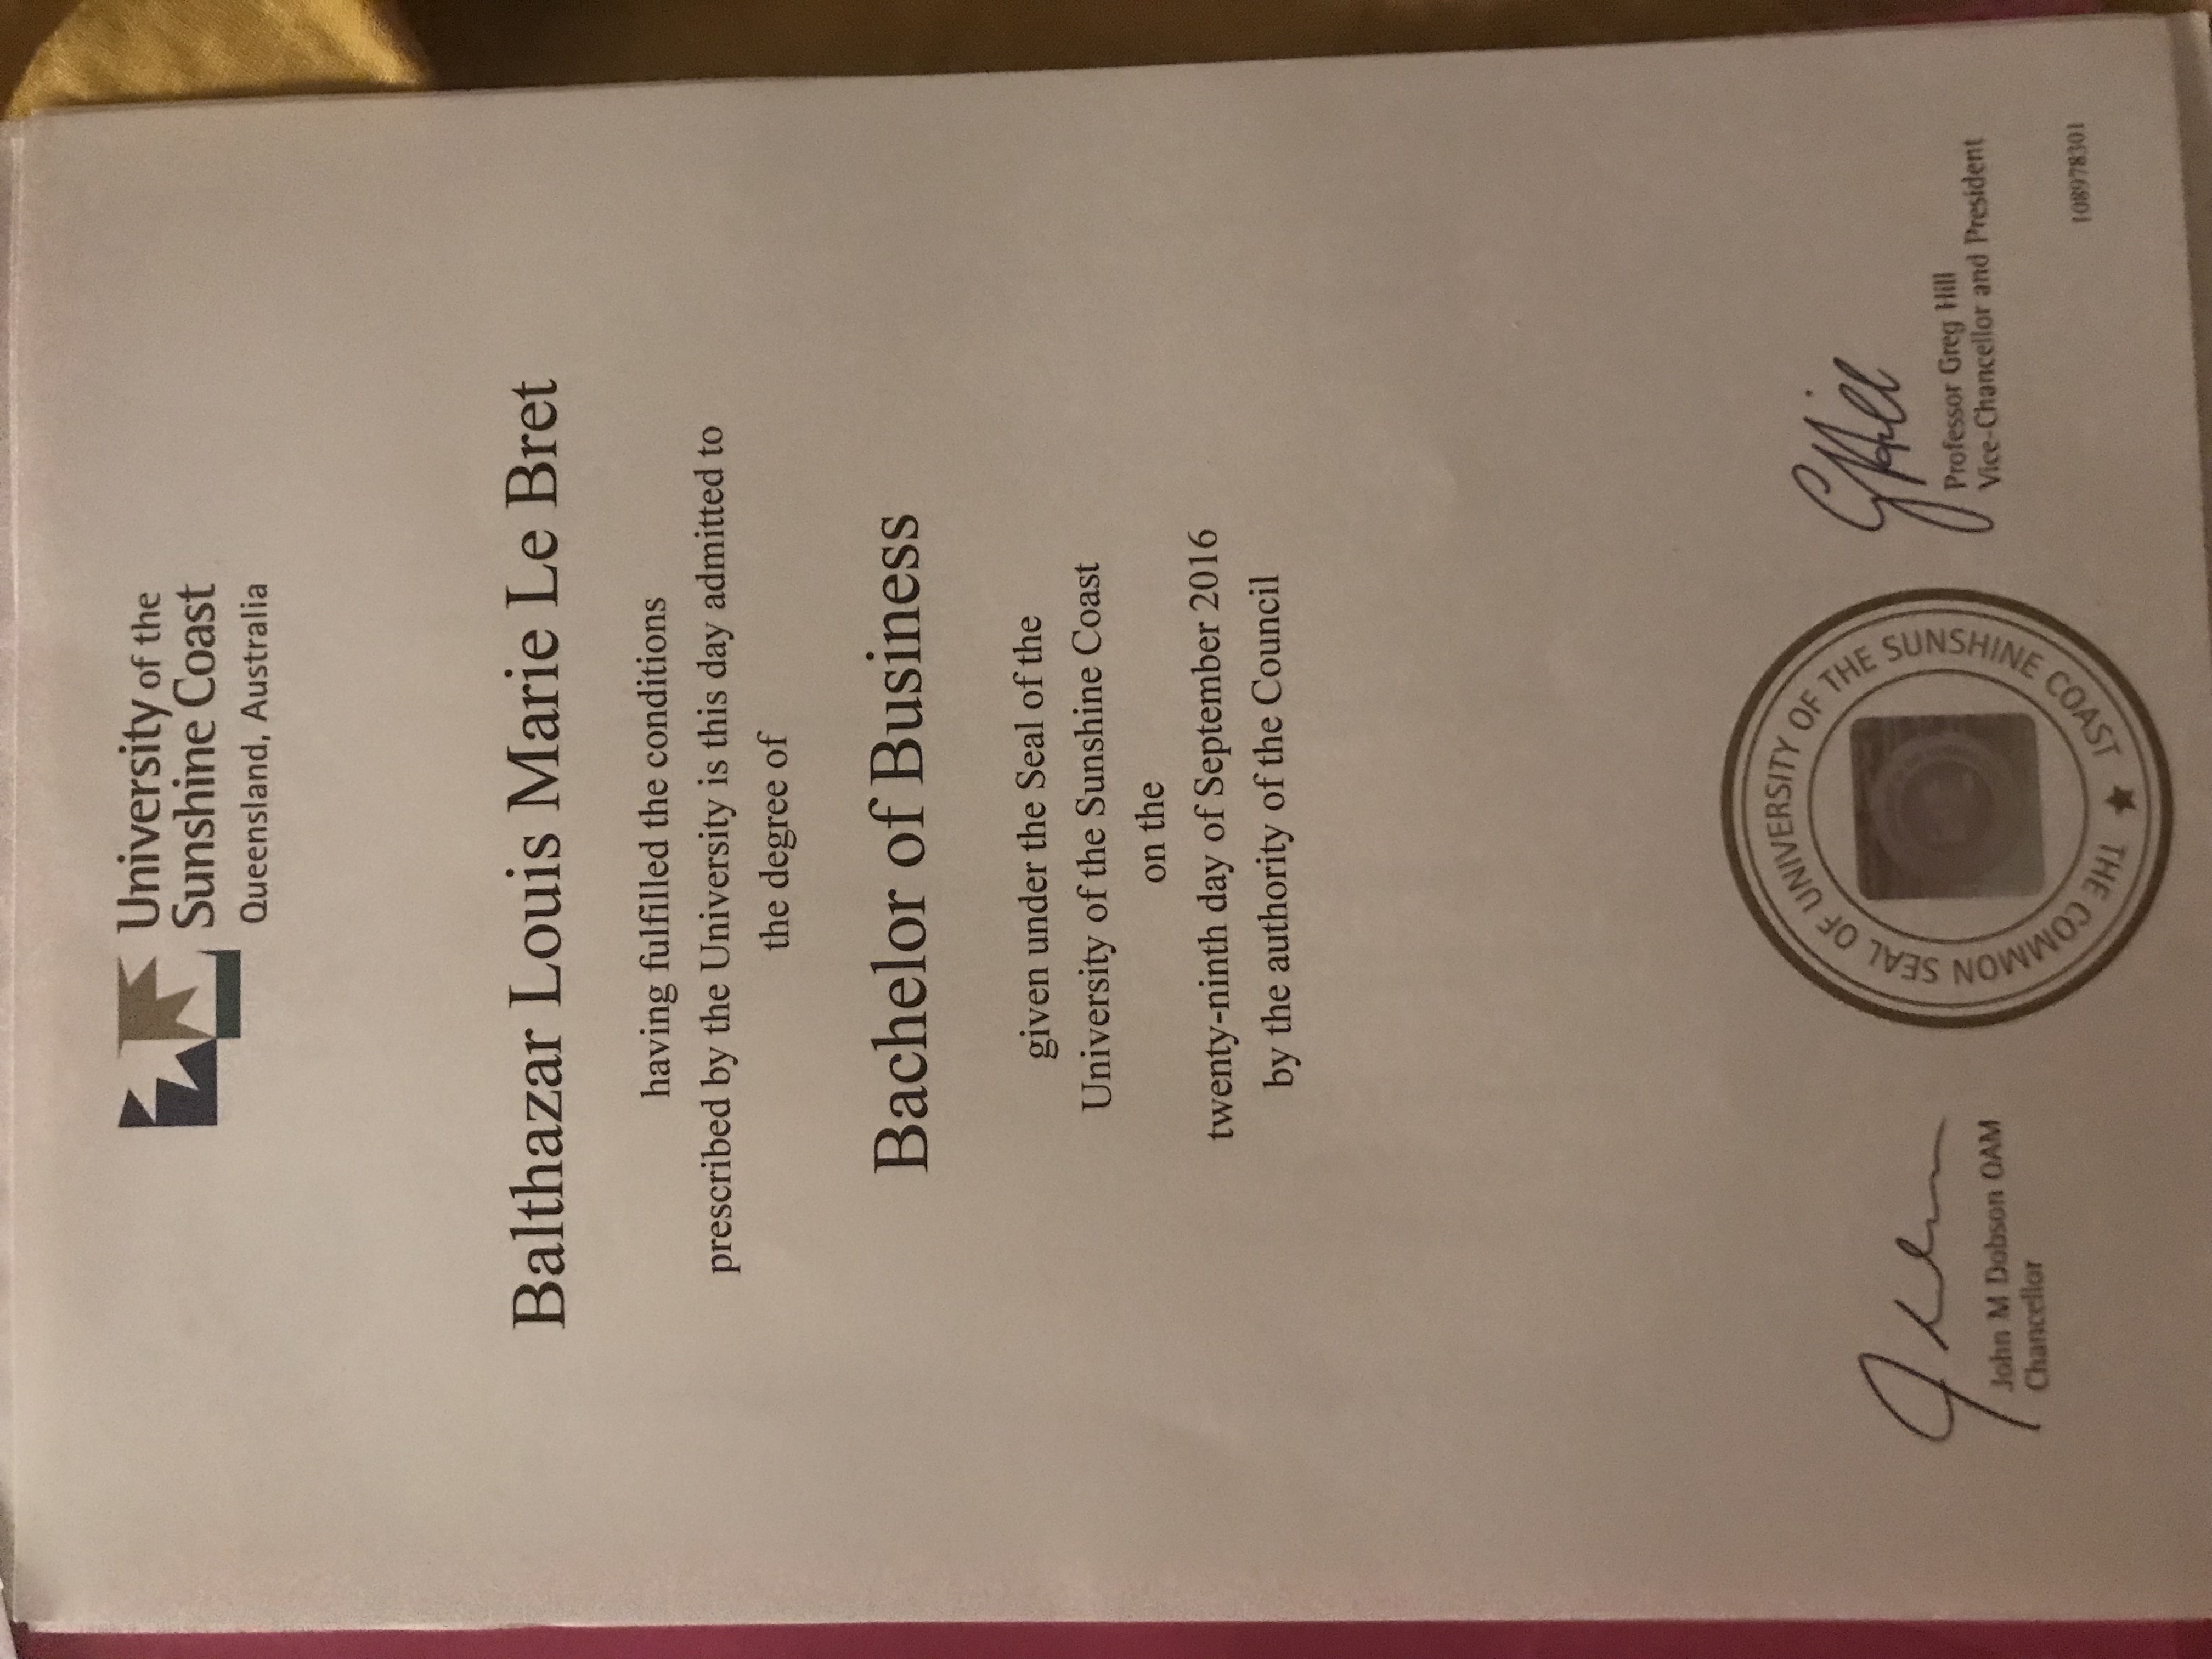 University of the
Sunshine Coast
Queensland, Australia
Balthazar Louis Marie Le Bret
having fulfilled the conditions
prescribed by the University is this day admitted to
the degree of
Bachelor of Business
given under the Seal of the
University of the Sunshine Coast
on the
twenty-ninth day of September 2016
by the authority of the Council
THE COMMON SEAL OF UNIVERSITY OF THE SUNSHINE COAST
John M Dobson OAM
Chancellor
GHill
Professor Greg Hill
Vice-Chancellor and President
108978301